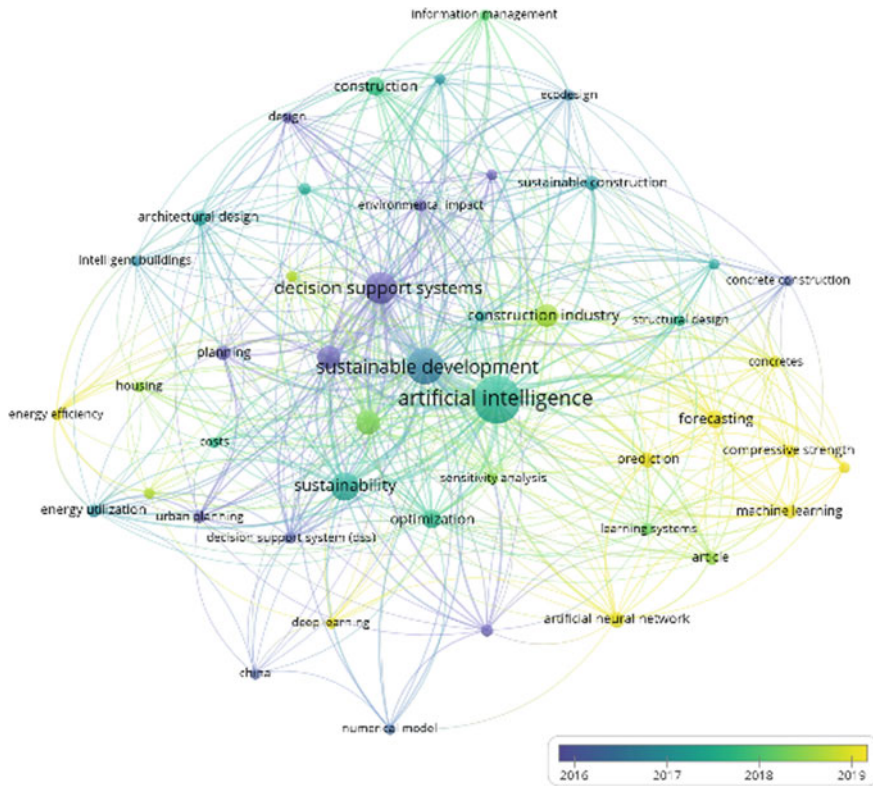 information management
construction
ecodesign
design
sustainable construction
environmental impact
architectural design
intelligent buildings
concrete construction
decision support systems
construction industry
structural design
planning
sustainable development
concretes
housing
artificial intelligence
energy efficiency
forecasting
costs
compressive strength
prediction
sensitivity analysis
sustainability
energy utilization
machine learning
urban planning
optimization
learning systems
decision support system (dss)
article
deep learning
artificial neural network
china
numerical model
2016 2017 2018 2019